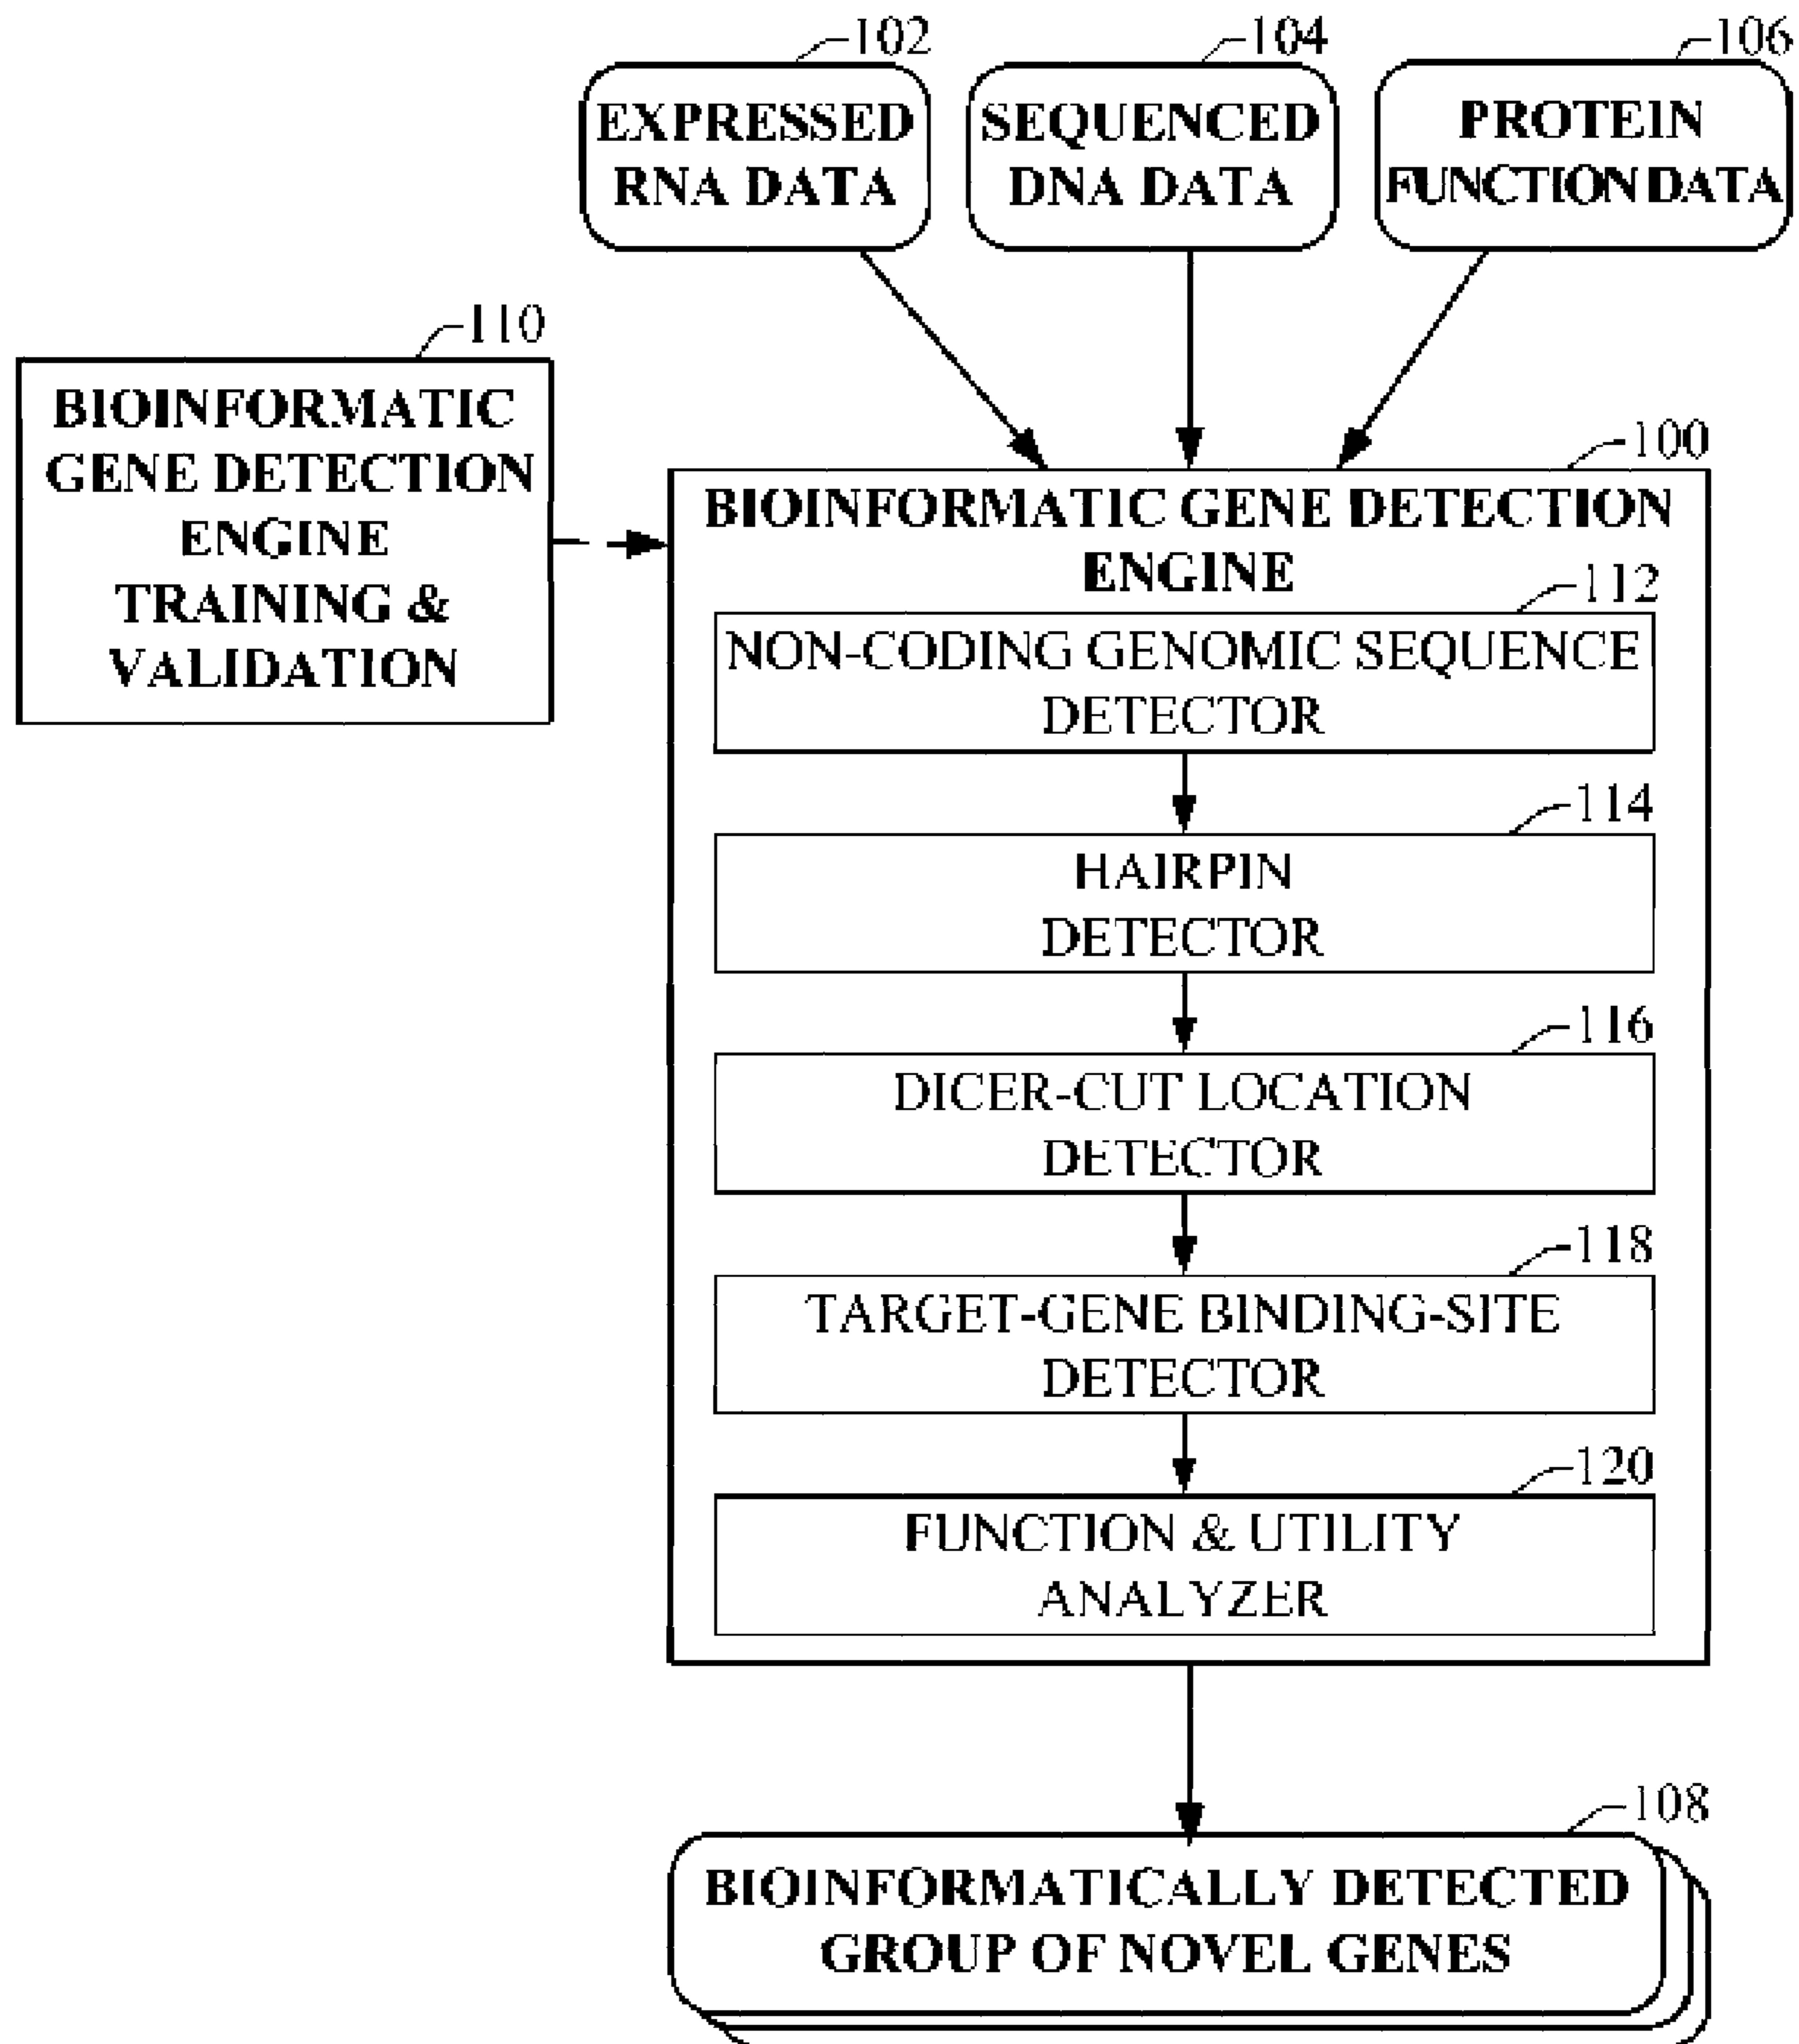 102
104
106
EXPRESSED
RNA DATA
SEQUENCED
DNA DATA
PROTEIN
FUNCTION DATA
110
BIOINFORMATIC
GENE DETECTION
ENGINE
TRAINING &
VALIDATION
100
BIOINFORMATIC GENE DETECTION
ENGINE
112
NON-CODING GENOMIC SEQUENCE
DETECTOR
114
HAIRPIN
DETECTOR
116
DICER-CUT LOCATION
DETECTOR
118
TARGET-GENE BINDING-SITE
DETECTOR
120
FUNCTION & UTILITY
ANALYZER
108
BIOINFORMATICALLY DETECTED
GROUP OF NOVEL GENES